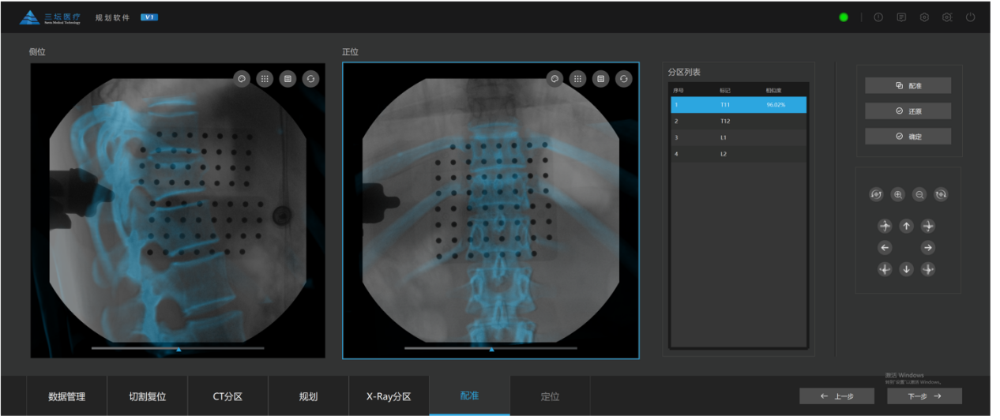 三坛医疗 规划软件 V1
Santan Medical Technology
侧位
正位
分区列表
序号 标记 相似度
1 T11 96.02%
2 T12
3 L1
4 L2
配准
还原
确定
激活 Windows
转到"设置"以激活 Windows。
数据管理 切割复位 CT分区 规划 X-Ray分区 配准 定位
← 上一步 下一步 →